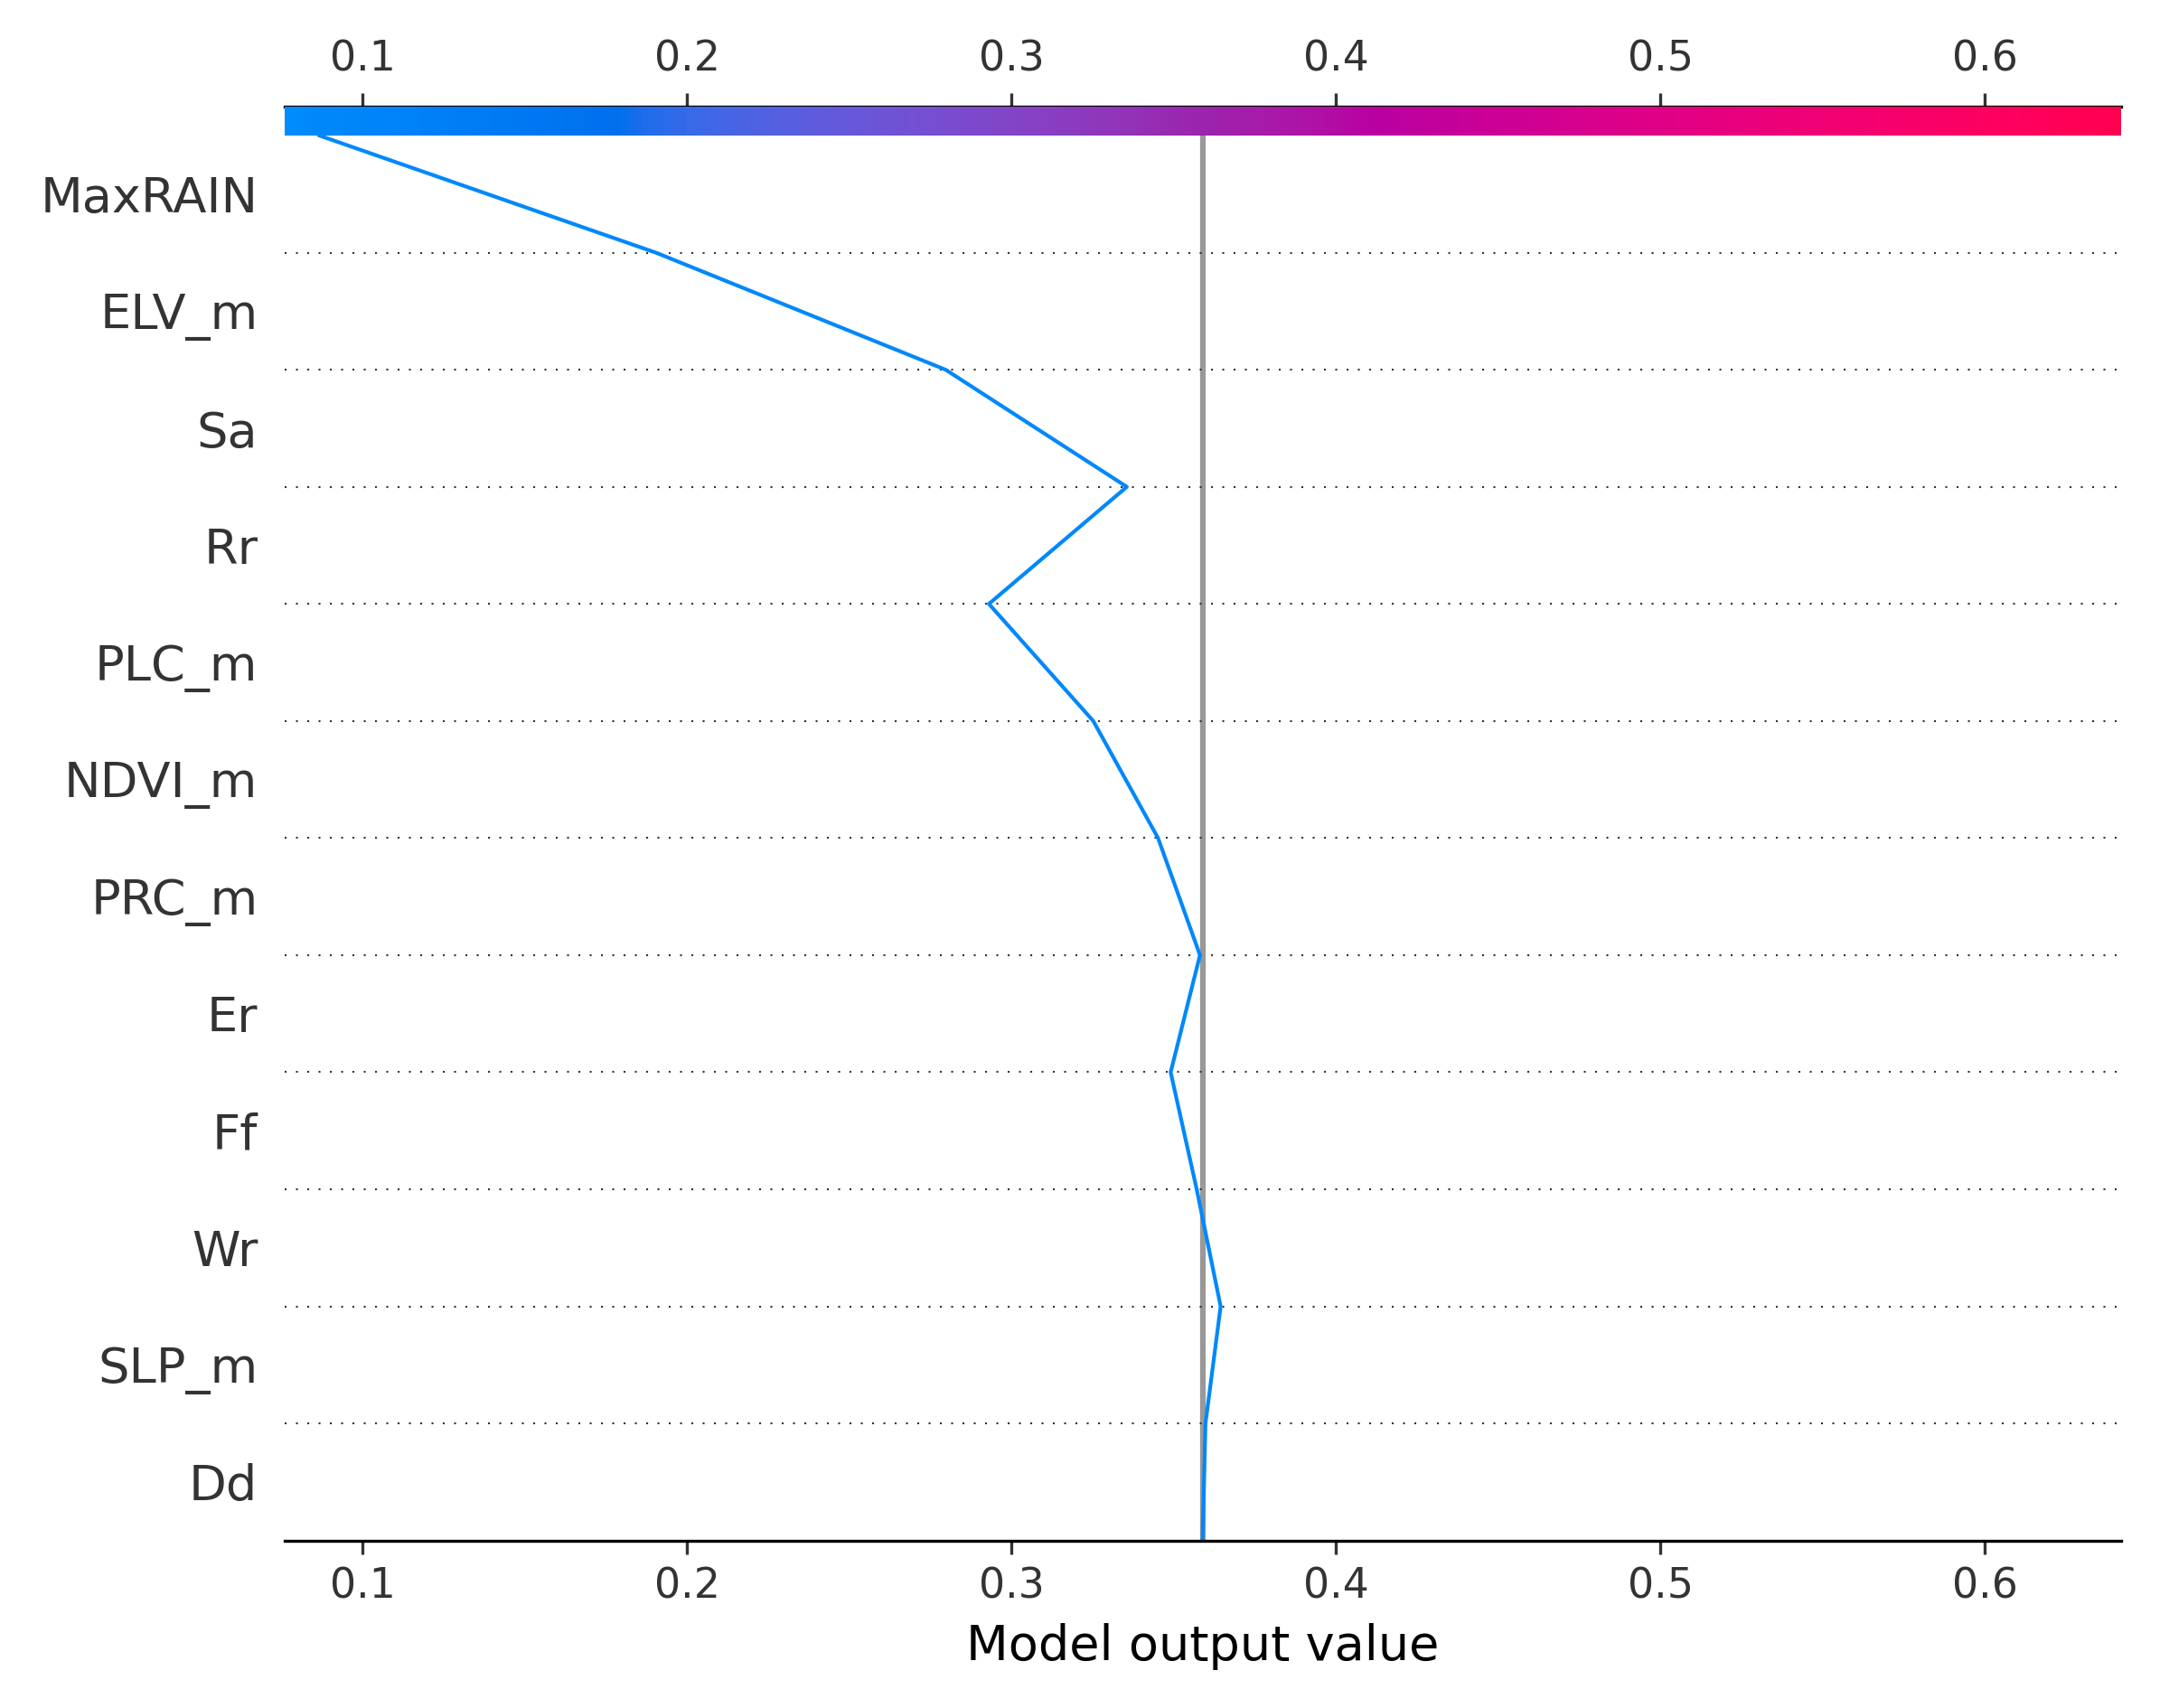 0.1 0.2 0.3 0.4 0.5 0.6
MaxRAIN
ELV_m
Sa
Rr
PLC_m
NDVI_m
PRC_m
Er
Ff
Wr
SLP_m
Dd
0.1 0.2 0.3 0.4 0.5 0.6
Model output value